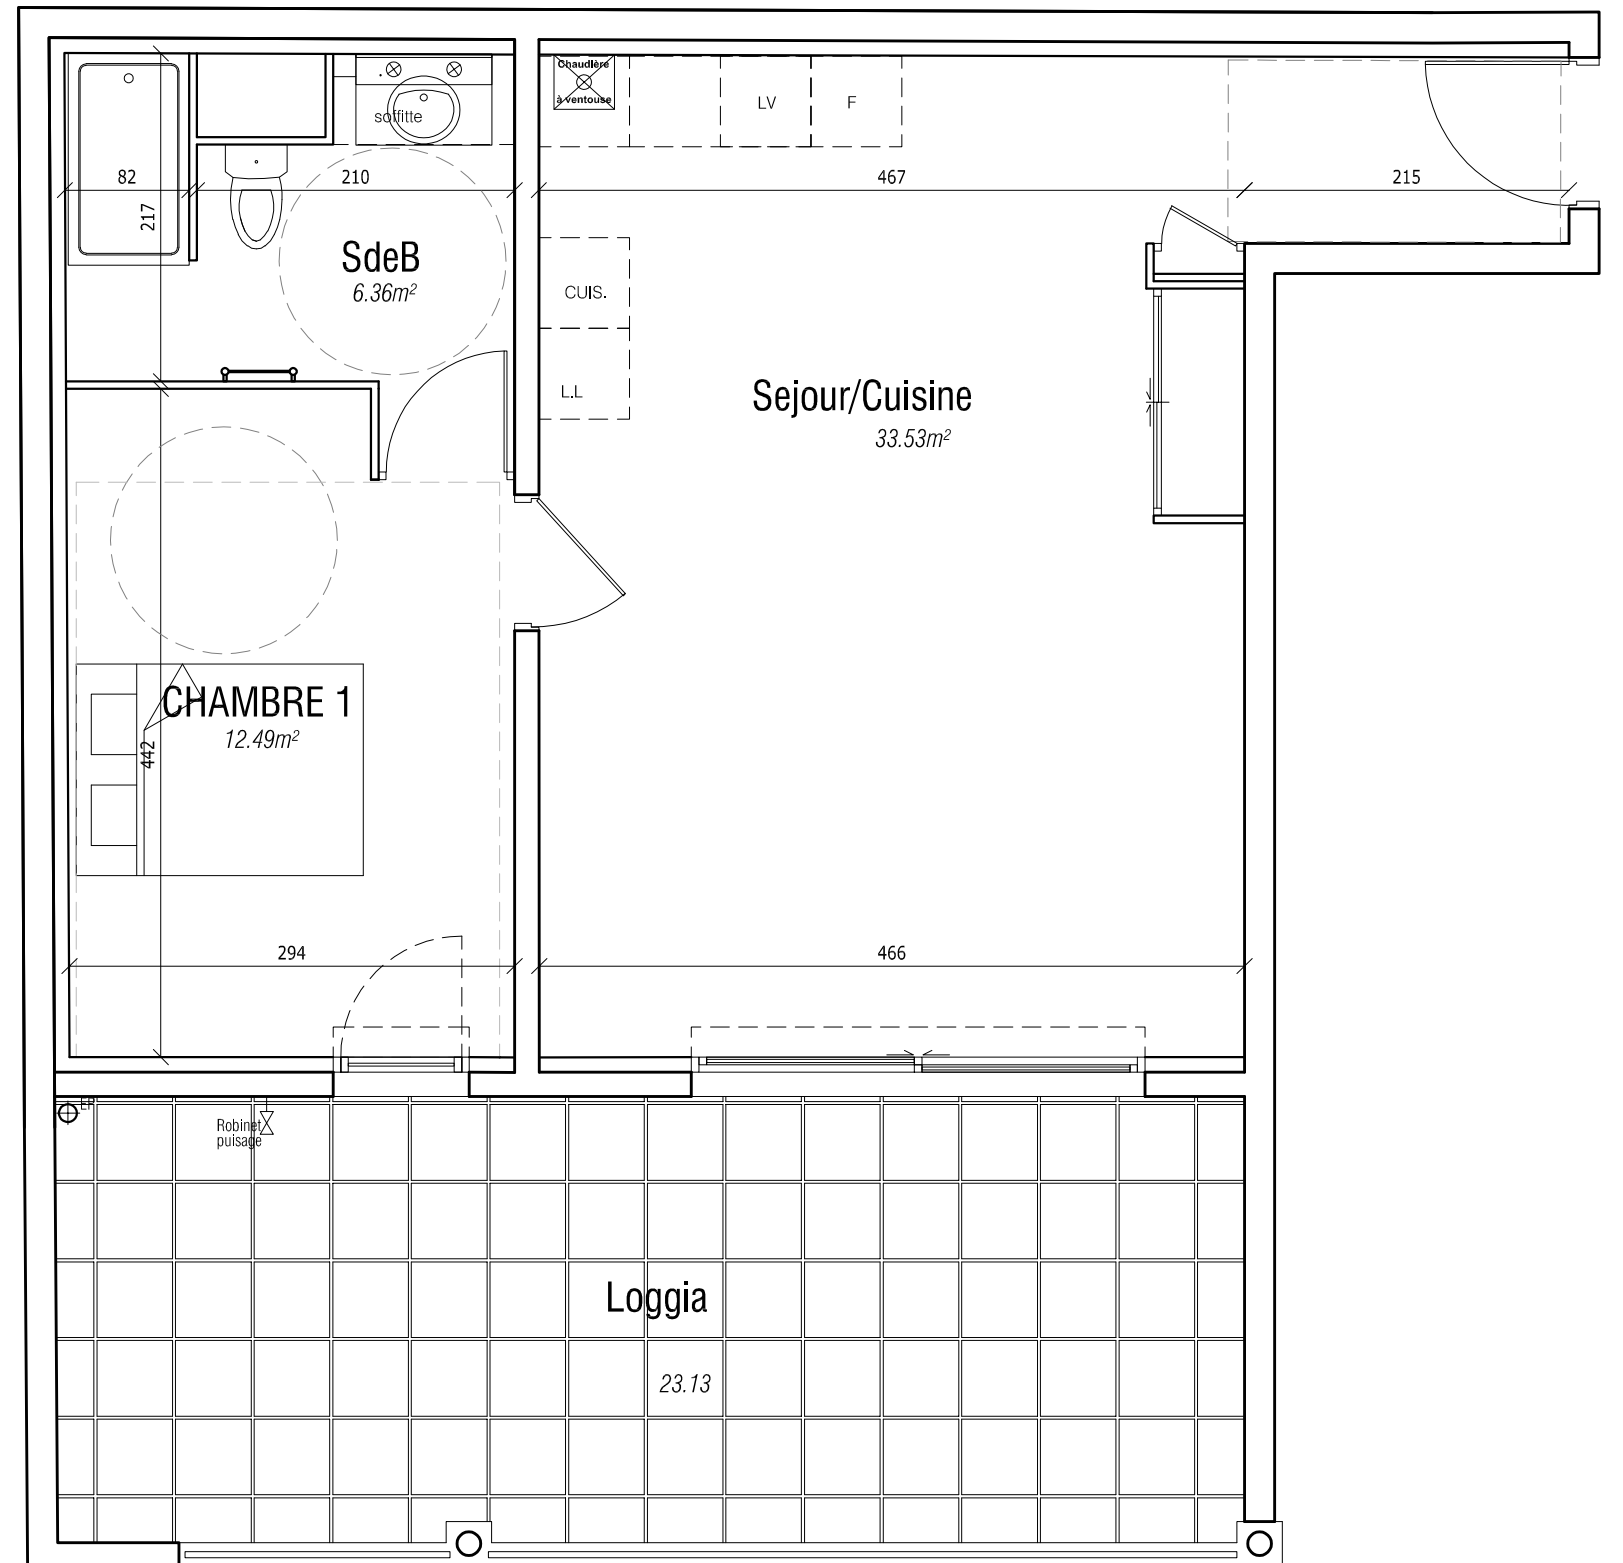 Chaudière
à ventouse
LV
F
soffitte
82
210
467
215
217
SdeB
6.36m²
CUIS.
L.L
Sejour/Cuisine
33.53m²
CHAMBRE 1
12.49m²
442
294
466
EP
Robinet
puisage
Loggia
23.13